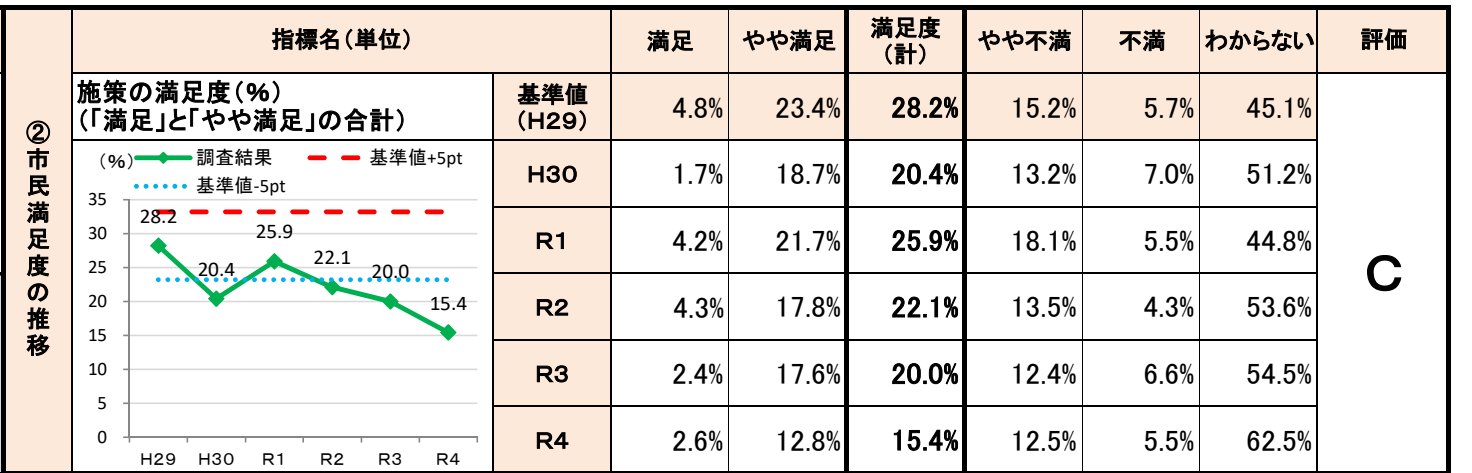 ②市民満足度の推移
指標名(単位) 満足 やや満足 満足度(計) やや不満 不満 わからない 評価
施策の満足度(%)
(「満足」と「やや満足」の合計)
基準値(H29) 4.8% 23.4% 28.2% 15.2% 5.7% 45.1%
H30 1.7% 18.7% 20.4% 13.2% 7.0% 51.2%
R1 4.2% 21.7% 25.9% 18.1% 5.5% 44.8%
R2 4.3% 17.8% 22.1% 13.5% 4.3% 53.6%
R3 2.4% 17.6% 20.0% 12.4% 6.6% 54.5%
R4 2.6% 12.8% 15.4% 12.5% 5.5% 62.5%
C
(%) 調査結果 基準値+5pt
基準値-5pt
35
30
25
20
15
10
5
0
28.2
20.4
25.9
22.1
20.0
15.4
H29 H30 R1 R2 R3 R4